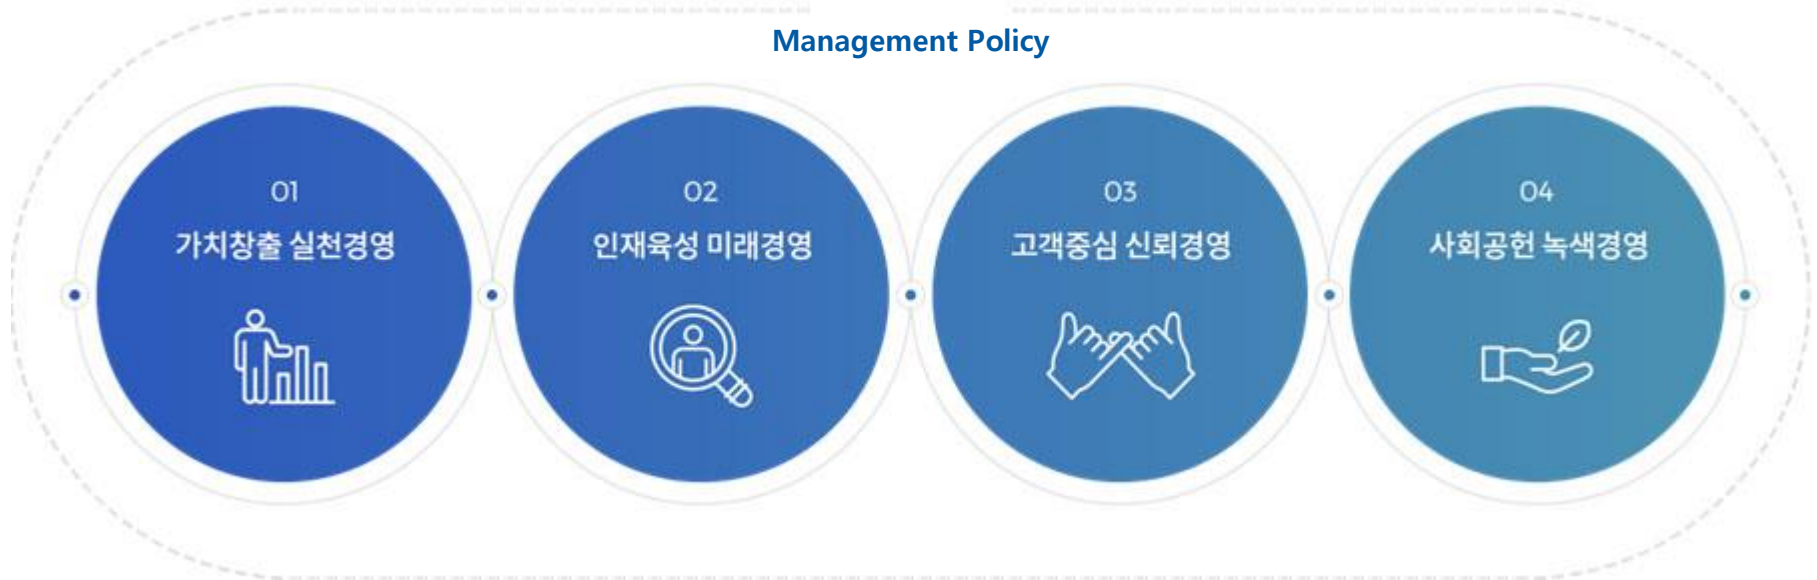 Management Policy
01
가치창출 실천경영
02
인재육성 미래경영
03
고객중심 신뢰경영
04
사회공헌 녹색경영